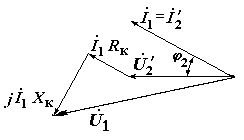 İ₁ = İ₂′
İ₁ Rк
U̇₂′
φ₂
j İ₁ Xк
U̇₁